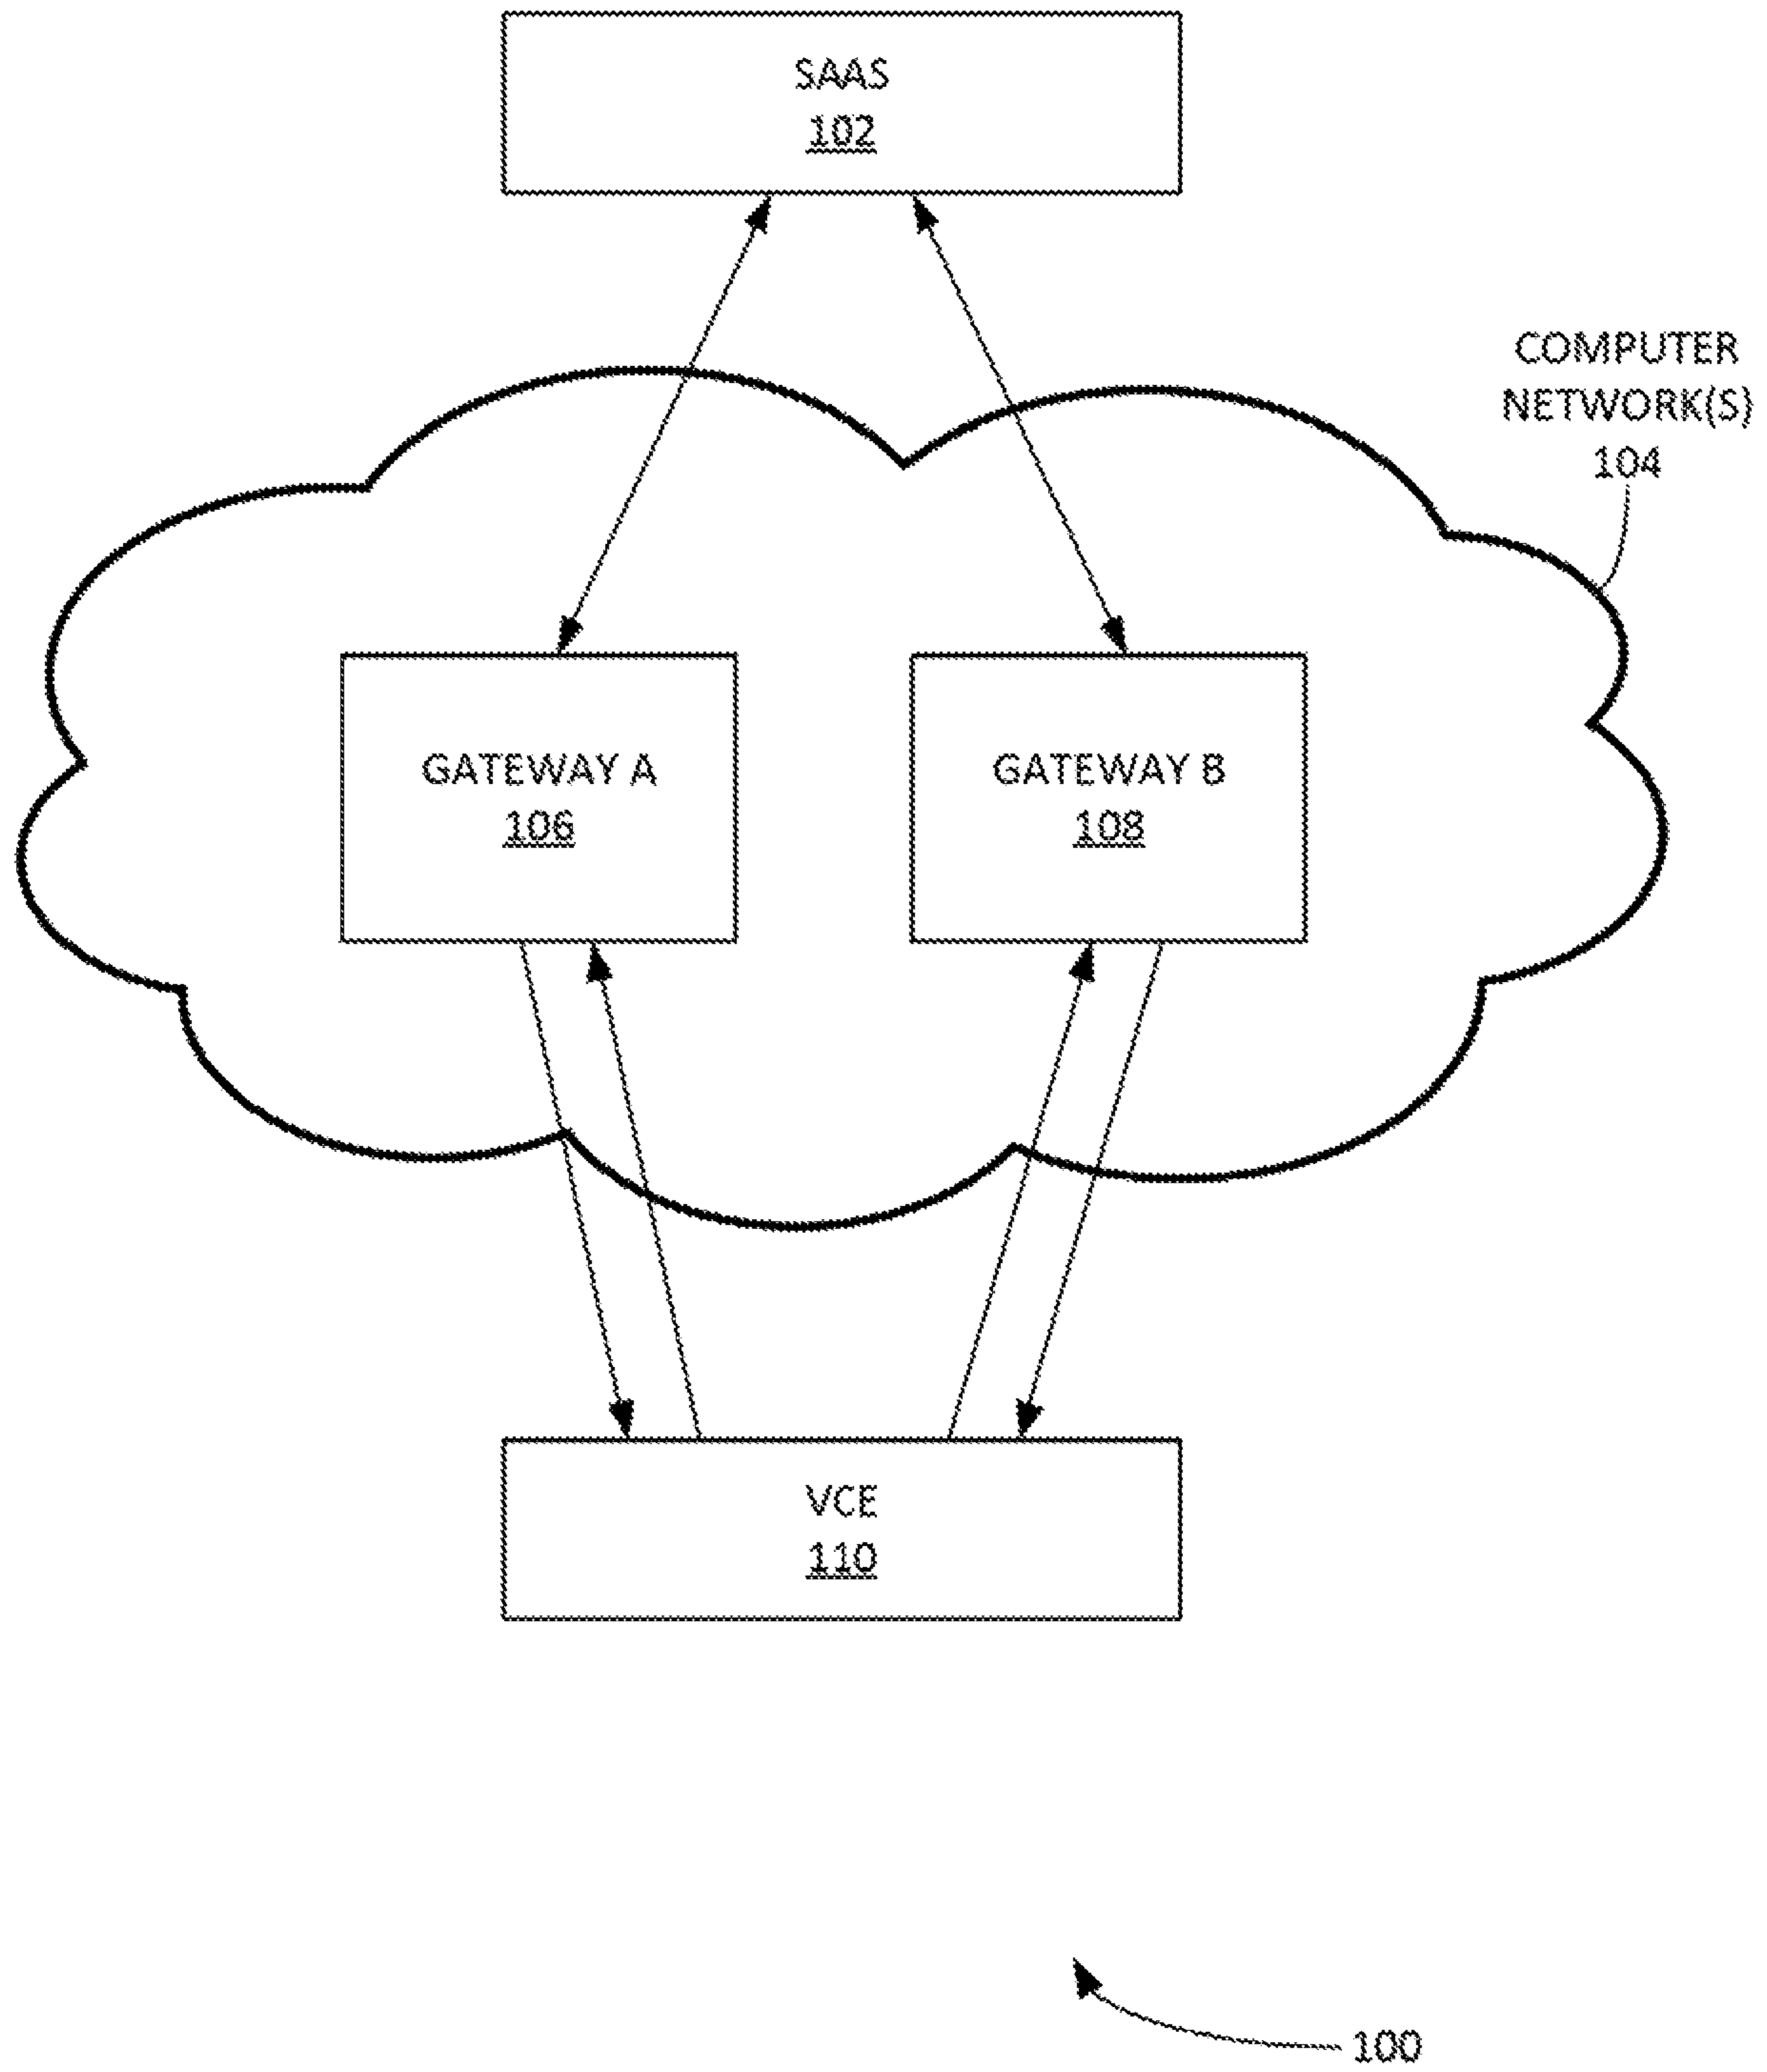 SAAS
102
COMPUTER
NETWORK(S)
104
GATEWAY A
106
GATEWAY B
108
VCE
110
100